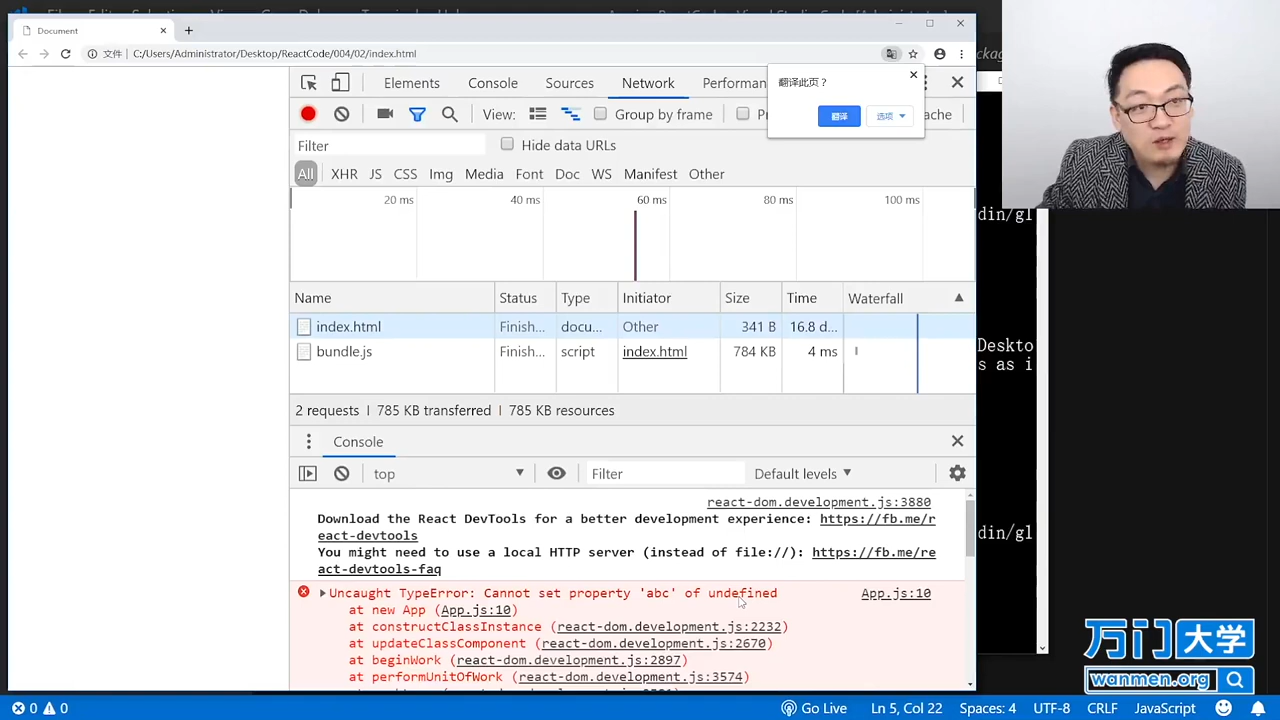 Document
文件 | C:/Users/Administrator/Desktop/ReactCode/004/02/index.html
翻译此页？
翻译 选项
Elements Console Sources Network Performan
View: Group by frame
Filter Hide data URLs
All XHR JS CSS Img Media Font Doc WS Manifest Other
20 ms 40 ms 60 ms 80 ms 100 ms
Name Status Type Initiator Size Time Waterfall
index.html Finish... docu... Other 341 B 16.8 d...
bundle.js Finish... script index.html 784 KB 4 ms
2 requests | 785 KB transferred | 785 KB resources
Console
top Filter Default levels
react-dom.development.js:3880
Download the React DevTools for a better development experience: https://fb.me/r
eact-devtools
You might need to use a local HTTP server (instead of file://): https://fb.me/re
act-devtools-faq
Uncaught TypeError: Cannot set property 'abc' of undefined App.js:10
at new App (App.js:10)
at constructClassInstance (react-dom.development.js:2232)
at updateClassComponent (react-dom.development.js:2670)
at beginWork (react-dom.development.js:2897)
at performUnitOfWork (react-dom.development.js:3574)
din/gl
Deskto
s as i
din/gl
万门大学
wanmen.org
0 0 Go Live Ln 5, Col 22 Spaces: 4 UTF-8 CRLF JavaScript